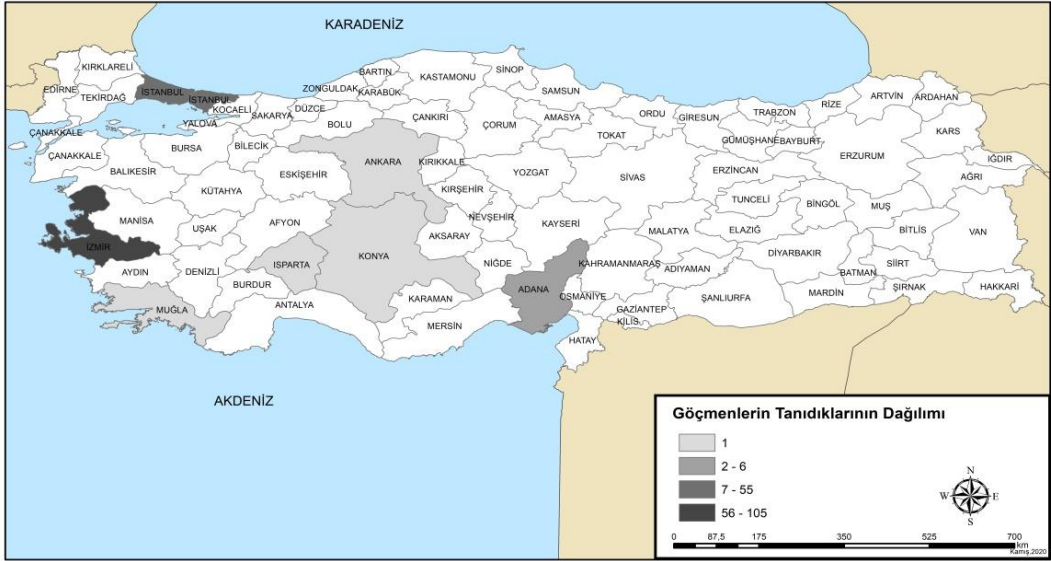 KARADENİZ
KIRKLARELİ
EDİRNE
TEKİRDAĞ
İSTANBUL
İSTANBUL
KOCAELİ
YALOVA
SAKARYA
DÜZCE
ZONGULDAK
BARTIN
KARABÜK
KASTAMONU
SİNOP
SAMSUN
ÇANKIRI
BOLU
ÇORUM
AMASYA
TOKAT
ORDU
GİRESUN
TRABZON
RİZE
ARTVİN
ARDAHAN
KARS
GÜMÜŞHANE
BAYBURT
ERZURUM
IĞDIR
AĞRI
ÇANAKKALE
ÇANAKKALE
BALIKESİR
BURSA
BİLECİK
ESKİŞEHİR
ANKARA
KIRIKKALE
YOZGAT
SİVAS
ERZİNCAN
KÜTAHYA
KIRŞEHİR
NEVŞEHİR
KAYSERİ
TUNCELİ
BİNGÖL
MUŞ
MANİSA
UŞAK
AFYON
AKSARAY
MALATYA
ELAZIĞ
BİTLİS
VAN
İZMİR
DİYARBAKIR
KONYA
ISPARTA
NİĞDE
KAHRAMANMARAŞ
ADIYAMAN
BATMAN
SİİRT
AYDIN
DENİZLİ
BURDUR
ADANA
OSMANİYE
GAZİANTEP
KİLİS
ŞANLIURFA
MARDİN
ŞIRNAK
HAKKARİ
MUĞLA
ANTALYA
KARAMAN
MERSİN
HATAY
AKDENİZ
Göçmenlerin Tanıdıklarının Dağılımı
1
2 - 6
7 - 55
56 - 105
N
W E
S
0 87,5 175 350 525 700
km
Kamış,2020